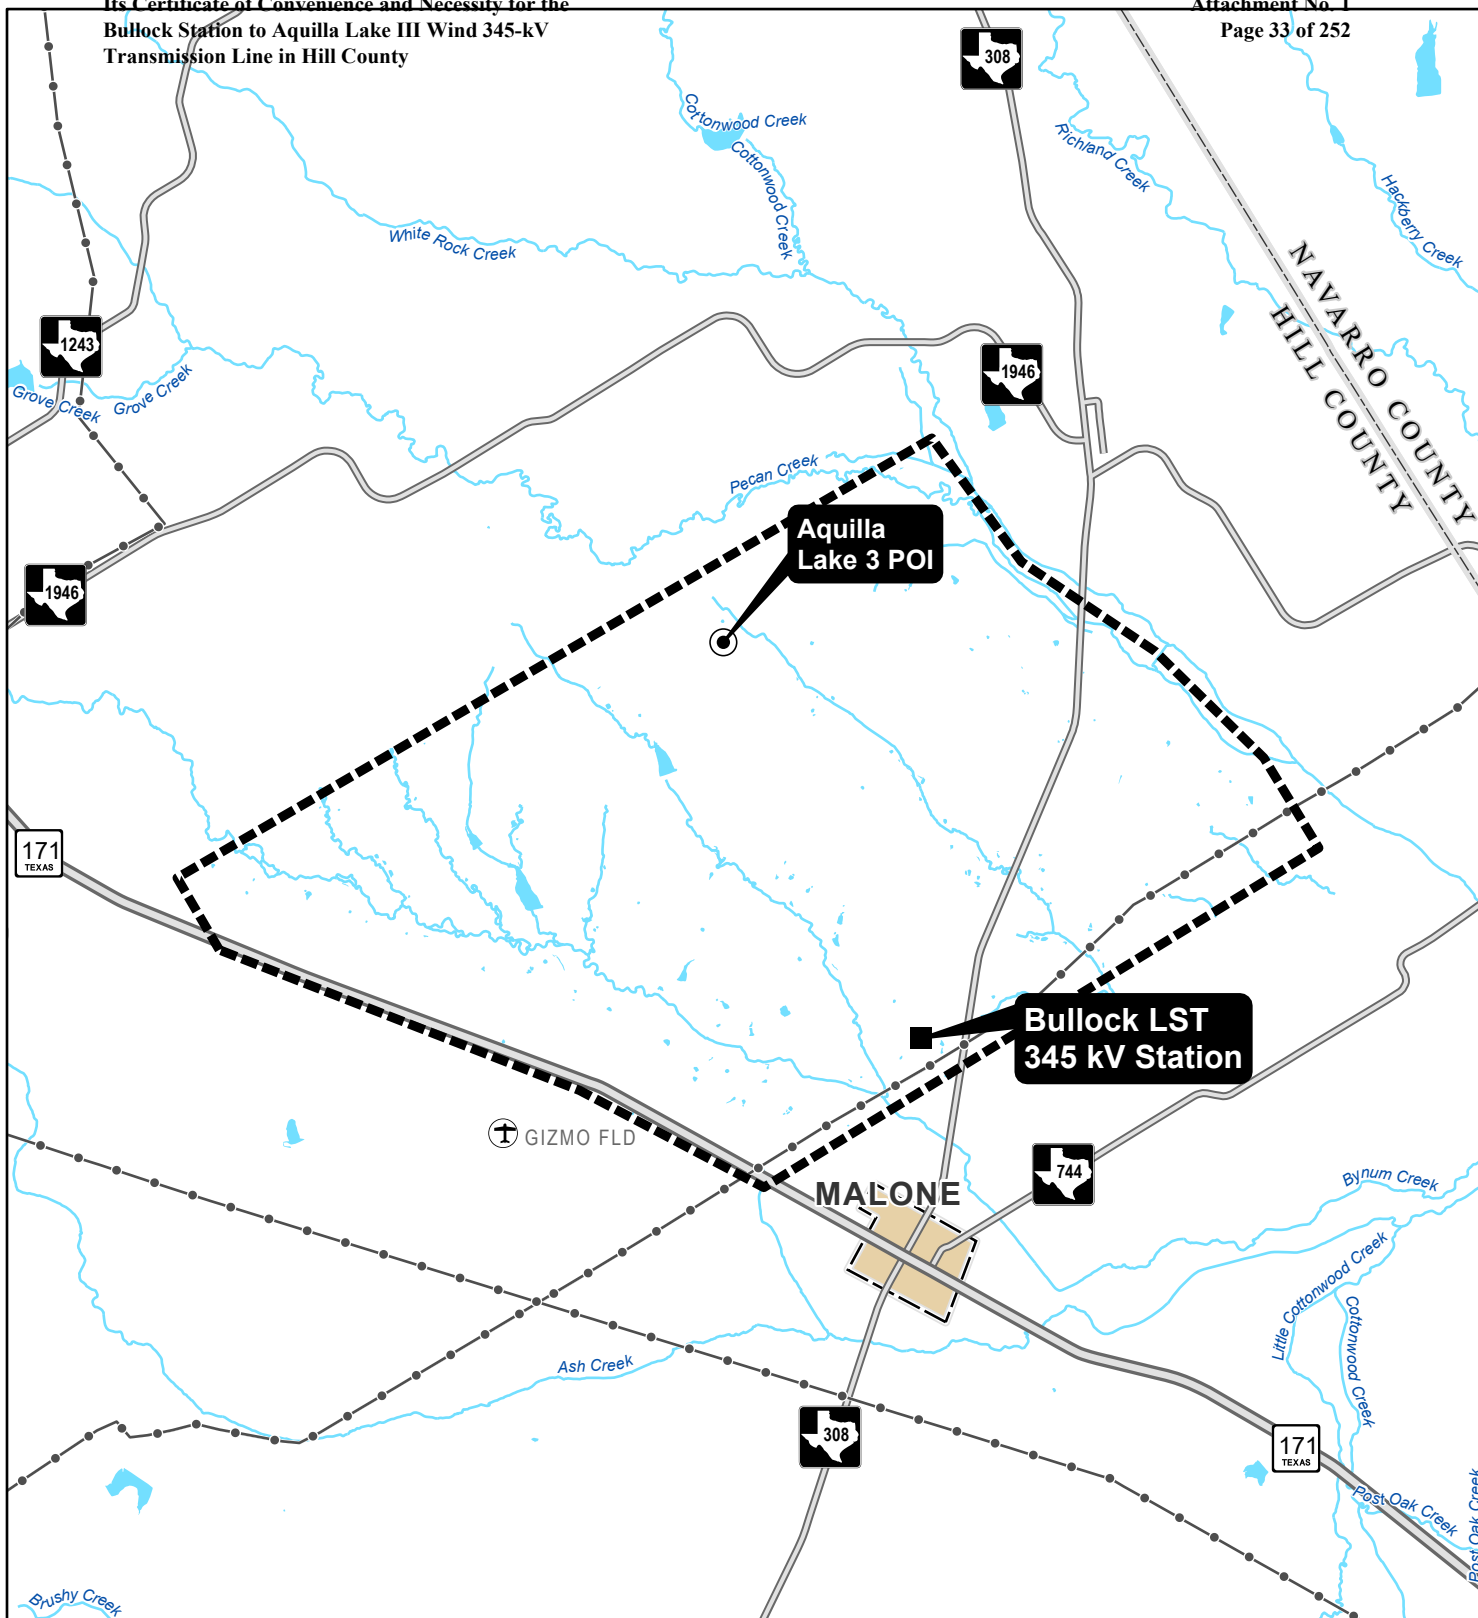 Its Certificate of Convenience and Necessity for the
Bullock Station to Aquilla Lake III Wind 345-kV
Transmission Line in Hill County
Attachment No. 1
Page 33 of 252
308
Cottonwood Creek
Cottonwood Creek
Richland Creek
Hackberry Creek
White Rock Creek
NAVARRO COUNTY
HILL COUNTY
1243
1946
Grove Creek
Grove Creek
Pecan Creek
Aquilla
Lake 3 POI
1946
171
TEXAS
Bullock LST
345 kV Station
GIZMO FLD
744
MALONE
Bynum Creek
Little Cottonwood Creek
Cottonwood Creek
Ash Creek
308
171
TEXAS
Post Oak Creek
Post Oak Creek
Brushy Creek